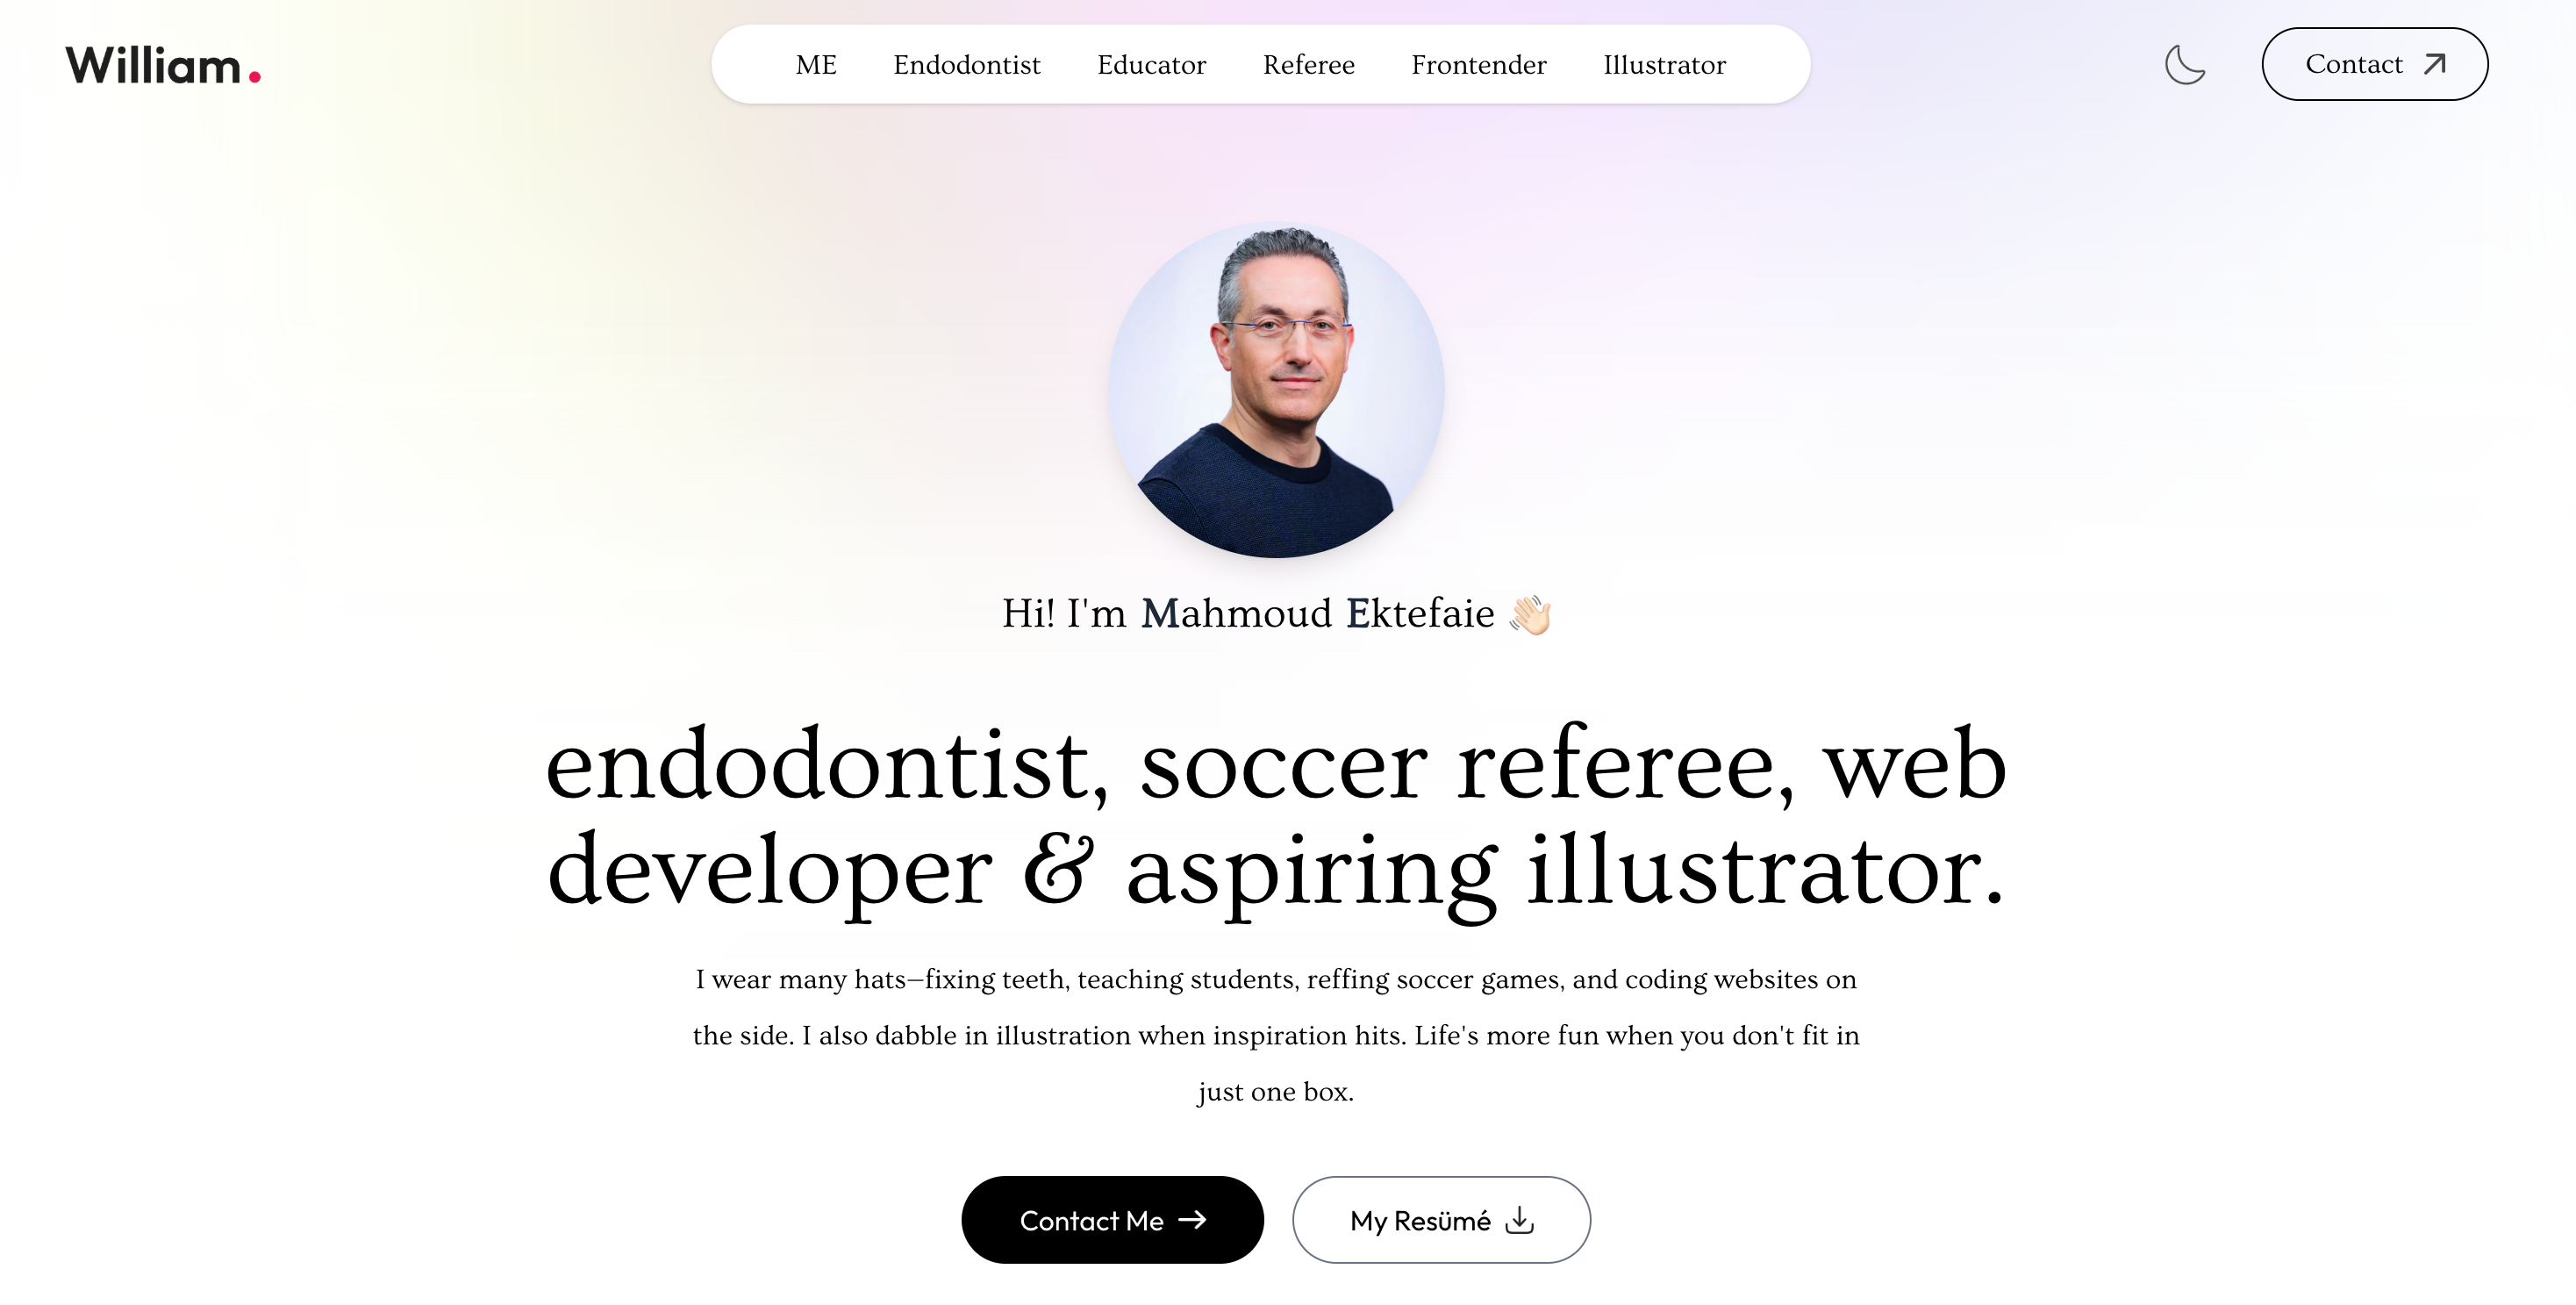 William.
ME Endodontist Educator Referee Frontender Illustrator
Contact
Hi! I'm Mahmoud Ektefaie 👋🏻
endodontist, soccer referee, web
developer & aspiring illustrator.
I wear many hats—fixing teeth, teaching students, reffing soccer games, and coding websites on
the side. I also dabble in illustration when inspiration hits. Life's more fun when you don't fit in
just one box.
Contact Me
My Resümé